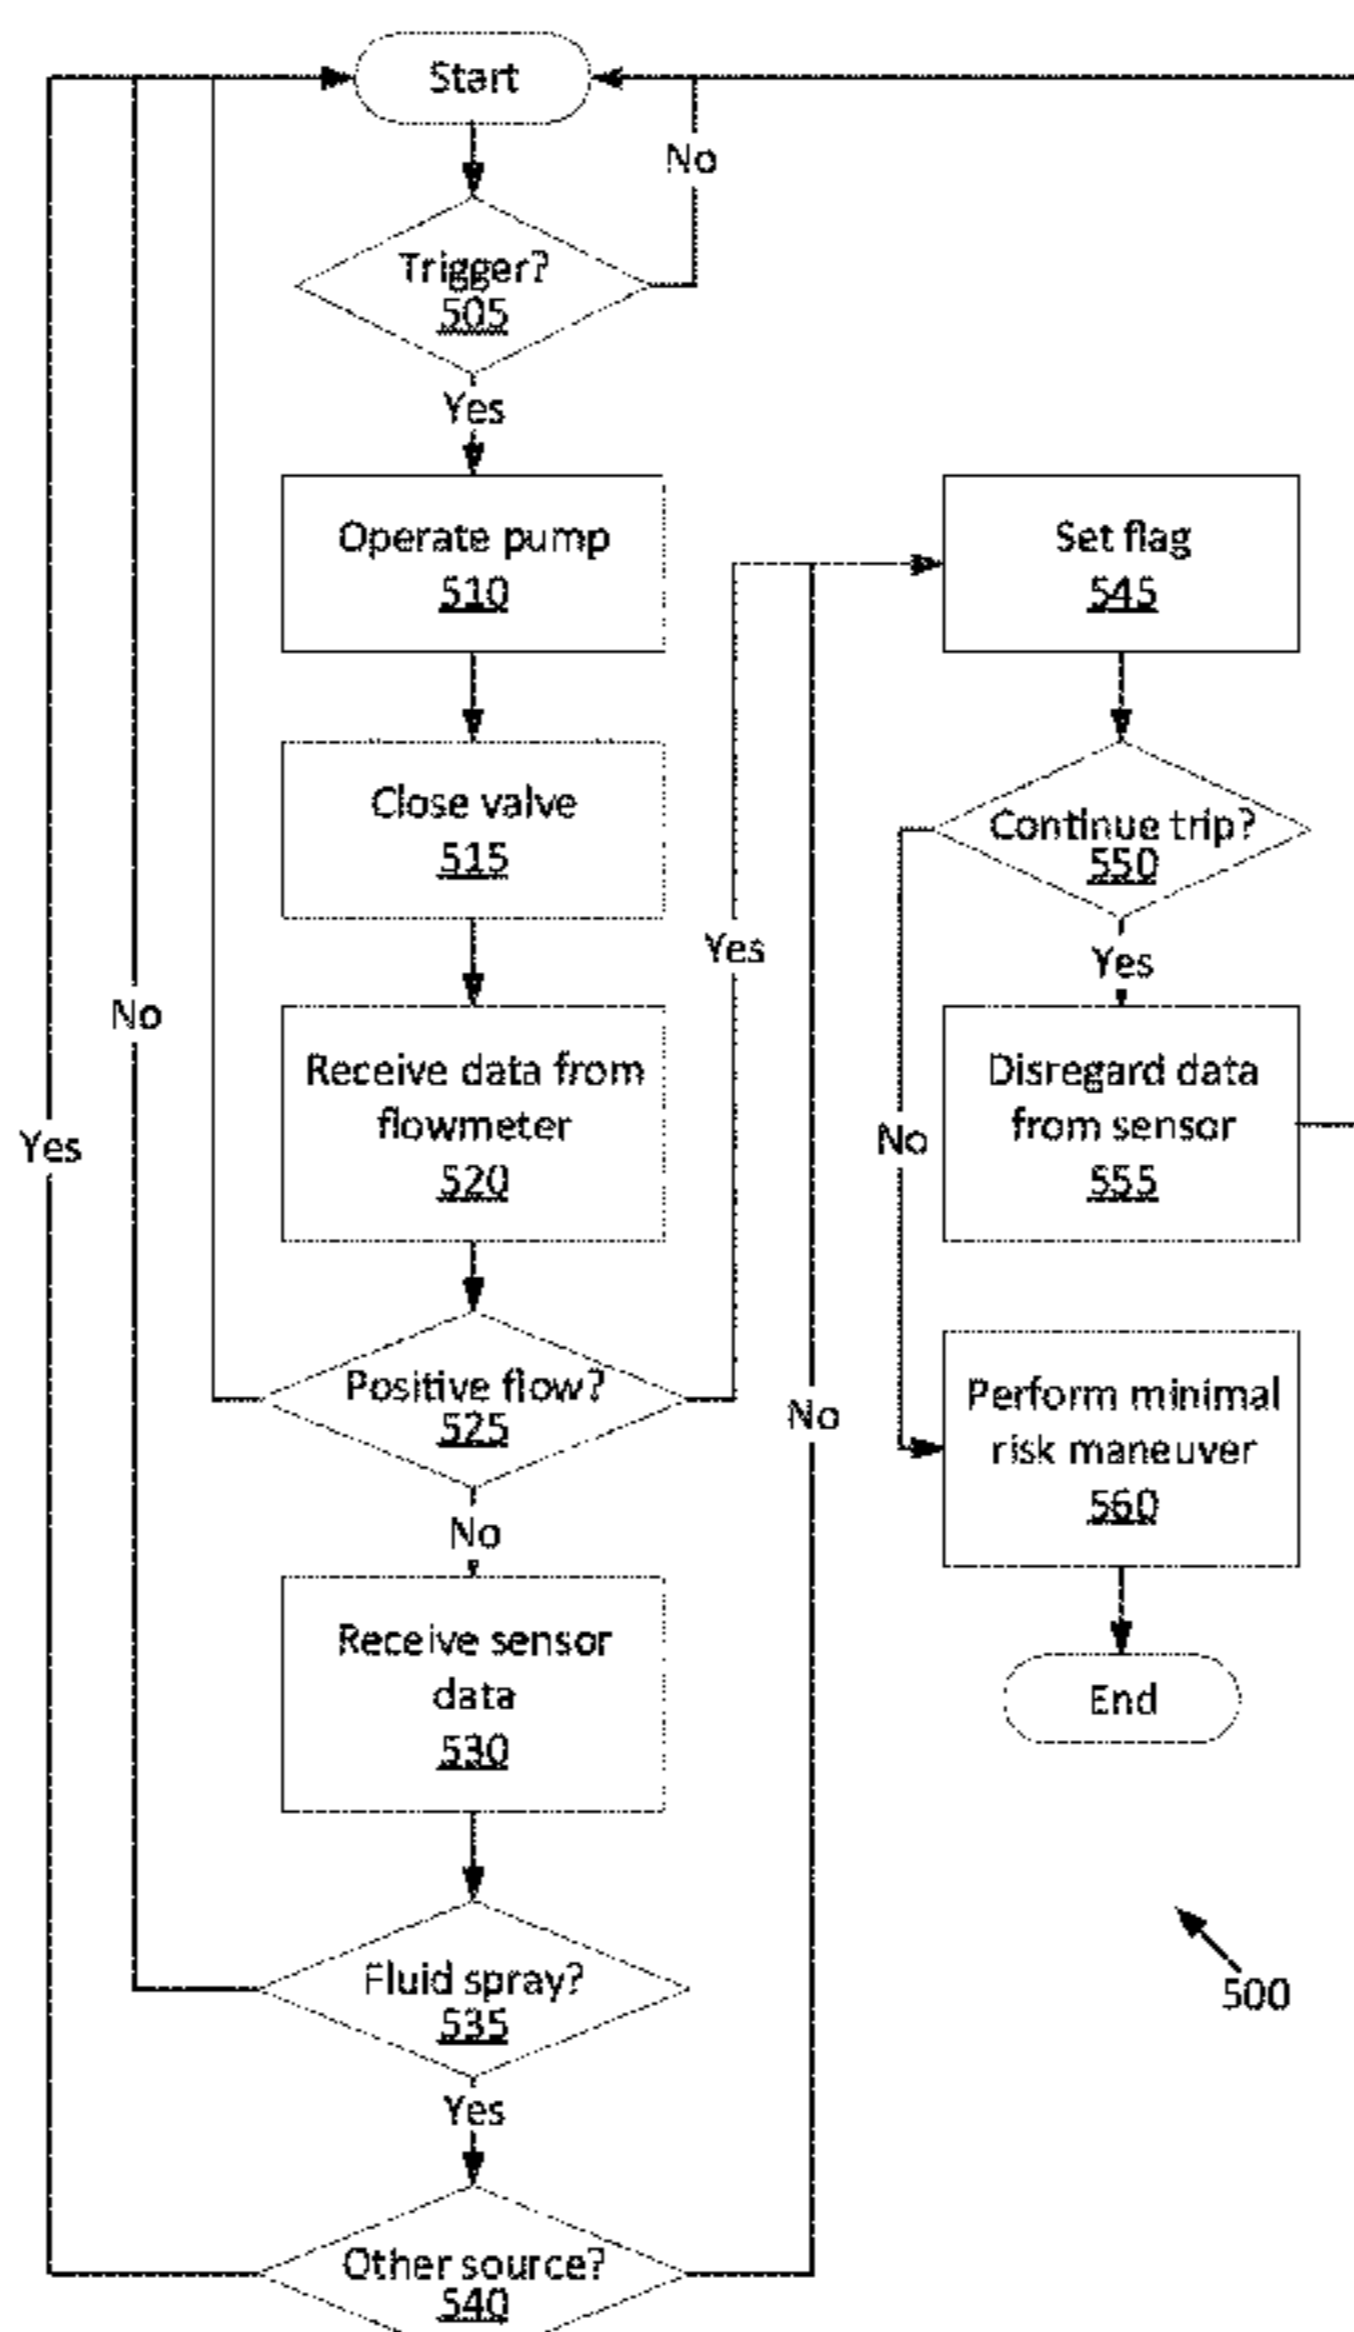 Start
No
Trigger?
505
Yes
Operate pump
510
Set flag
545
Close valve
515
Continue trip?
550
Yes
Yes
No
Receive data from
flowmeter
520
Disregard data
from sensor
555
Yes
No
Positive flow?
525
No
Perform minimal
risk maneuver
560
No
Receive sensor
data
530
End
Fluid spray?
535
500
Yes
Other source?
540